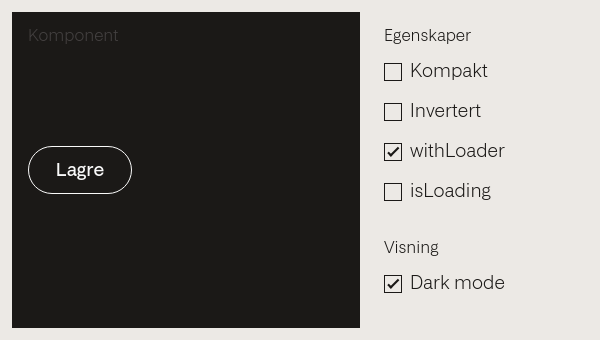 Komponent
Lagre
Egenskaper
Kompakt
Invertert
withLoader
isLoading
Visning
Dark mode